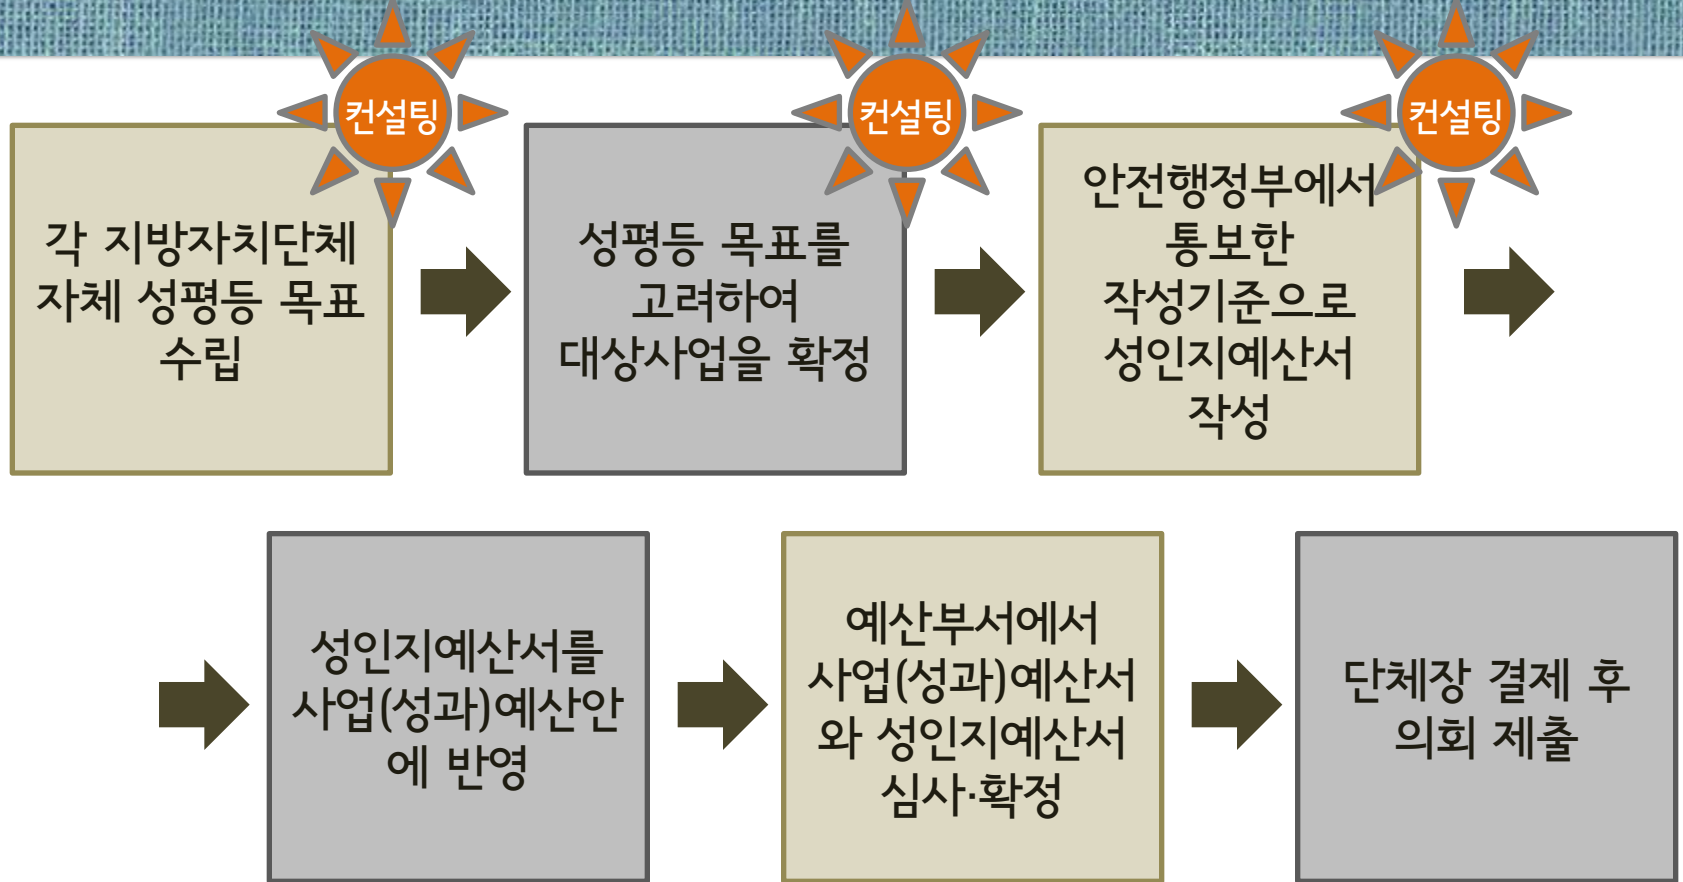 컨설팅
컨설팅
컨설팅
각 지방자치단체
자체 성평등 목표
수립
성평등 목표를
고려하여
대상사업을 확정
안전행정부에서
통보한
작성기준으로
성인지예산서
작성
성인지예산서를
사업(성과)예산안
에 반영
예산부서에서
사업(성과)예산서
와 성인지예산서
심사·확정
단체장 결제 후
의회 제출